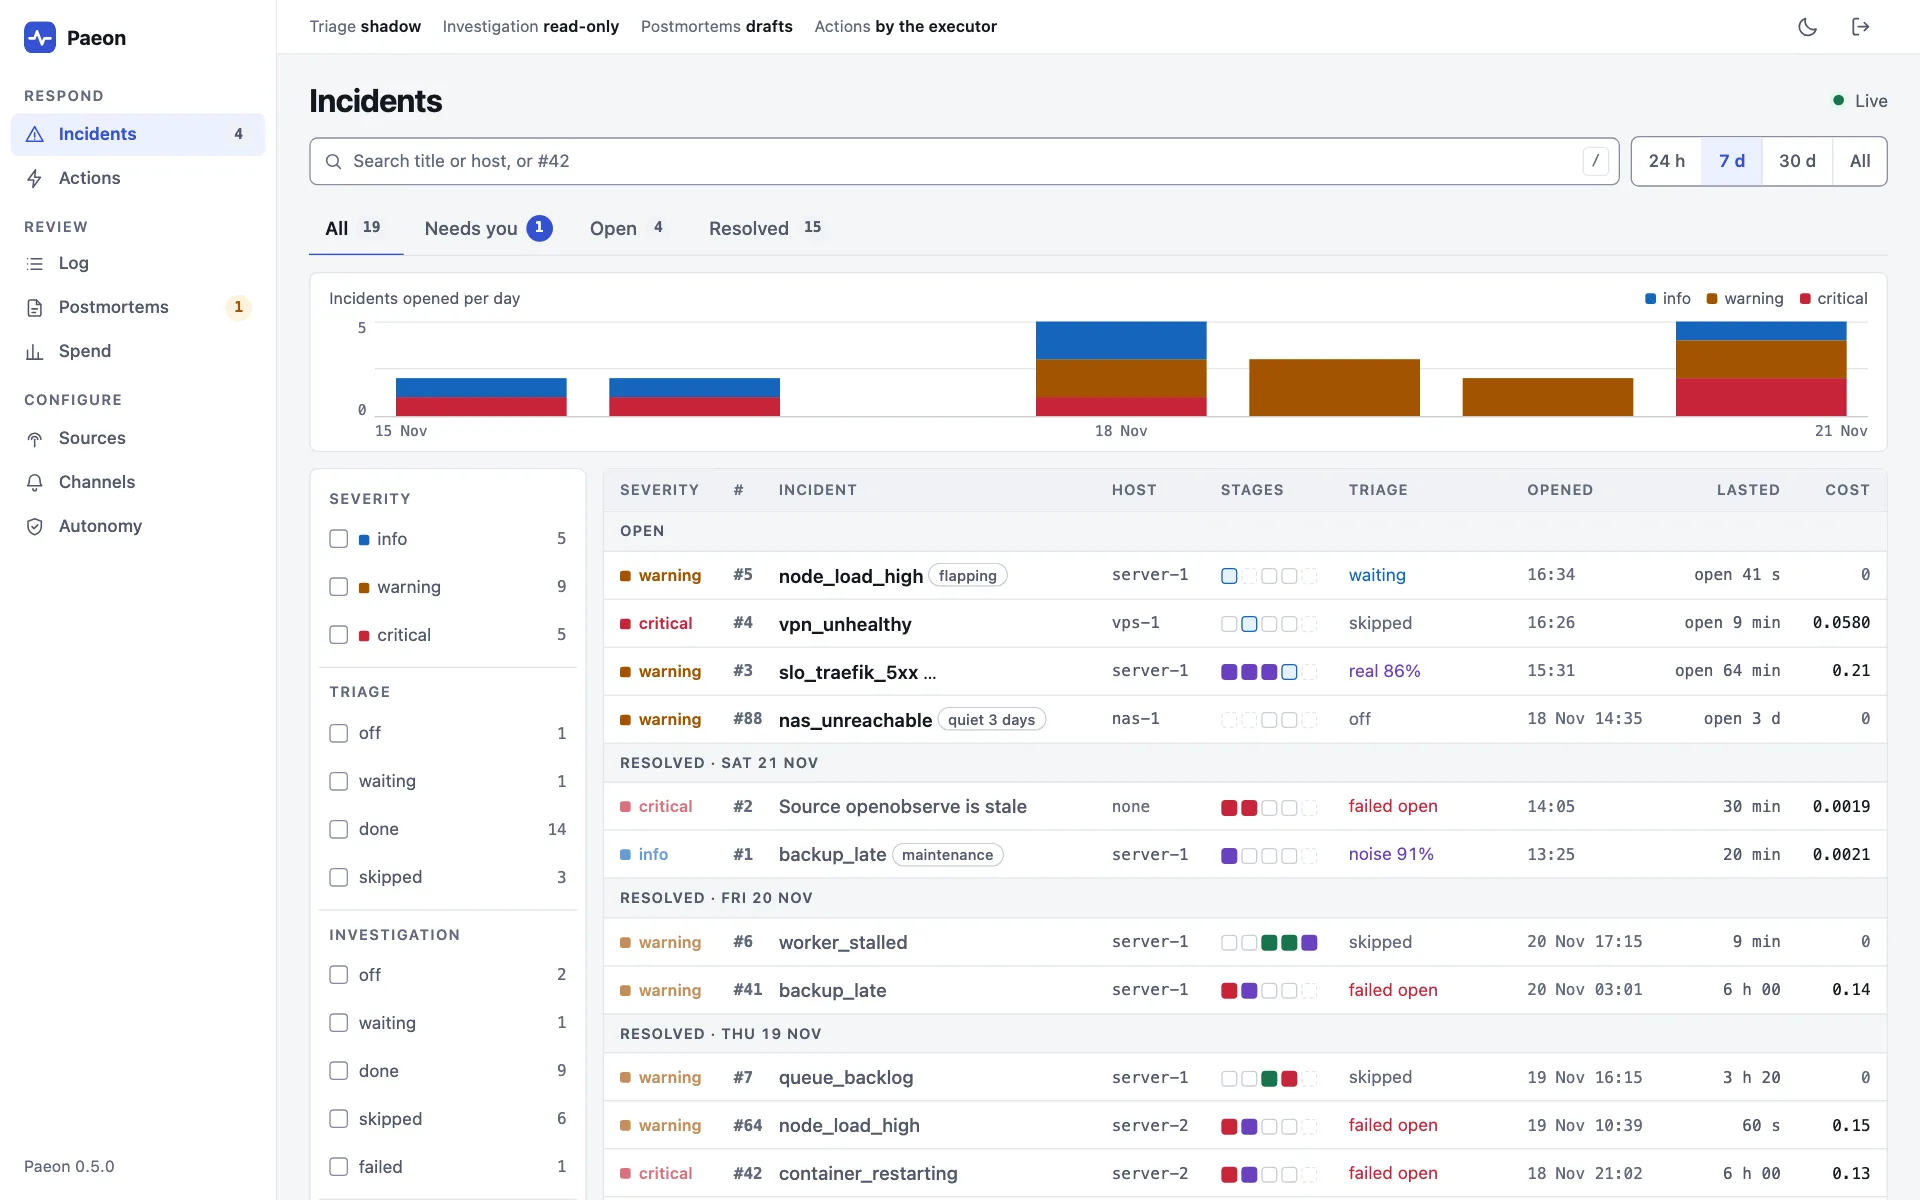 Paeon
Triage shadow Investigation read-only Postmortems drafts Actions by the executor
RESPOND
Incidents 4
Actions
REVIEW
Log
Postmortems 1
Spend
CONFIGURE
Sources
Channels
Autonomy
Paeon 0.5.0
Incidents
Live
Search title or host, or #42 /
24 h 7 d 30 d All
All 19 Needs you 1 Open 4 Resolved 15
Incidents opened per day
info warning critical
5
0
15 Nov 18 Nov 21 Nov
SEVERITY
info 5
warning 9
critical 5
TRIAGE
off 1
waiting 1
done 14
skipped 3
INVESTIGATION
off 2
waiting 1
done 9
skipped 6
failed 1
SEVERITY # INCIDENT HOST STAGES TRIAGE OPENED LASTED COST
OPEN
warning #5 node_load_high flapping server-1 waiting 16:34 open 41 s 0
critical #4 vpn_unhealthy vps-1 skipped 16:26 open 9 min 0.0580
warning #3 slo_traefik_5xx ... server-1 real 86% 15:31 open 64 min 0.21
warning #88 nas_unreachable quiet 3 days nas-1 off 18 Nov 14:35 open 3 d 0
RESOLVED · SAT 21 NOV
critical #2 Source openobserve is stale none failed open 14:05 30 min 0.0019
info #1 backup_late maintenance server-1 noise 91% 13:25 20 min 0.0021
RESOLVED · FRI 20 NOV
warning #6 worker_stalled server-1 skipped 20 Nov 17:15 9 min 0
warning #41 backup_late server-1 failed open 20 Nov 03:01 6 h 00 0.14
RESOLVED · THU 19 NOV
warning #7 queue_backlog server-1 skipped 19 Nov 16:15 3 h 20 0
warning #64 node_load_high server-2 failed open 19 Nov 10:39 60 s 0.15
critical #42 container_restarting server-2 failed open 18 Nov 21:02 6 h 00 0.13